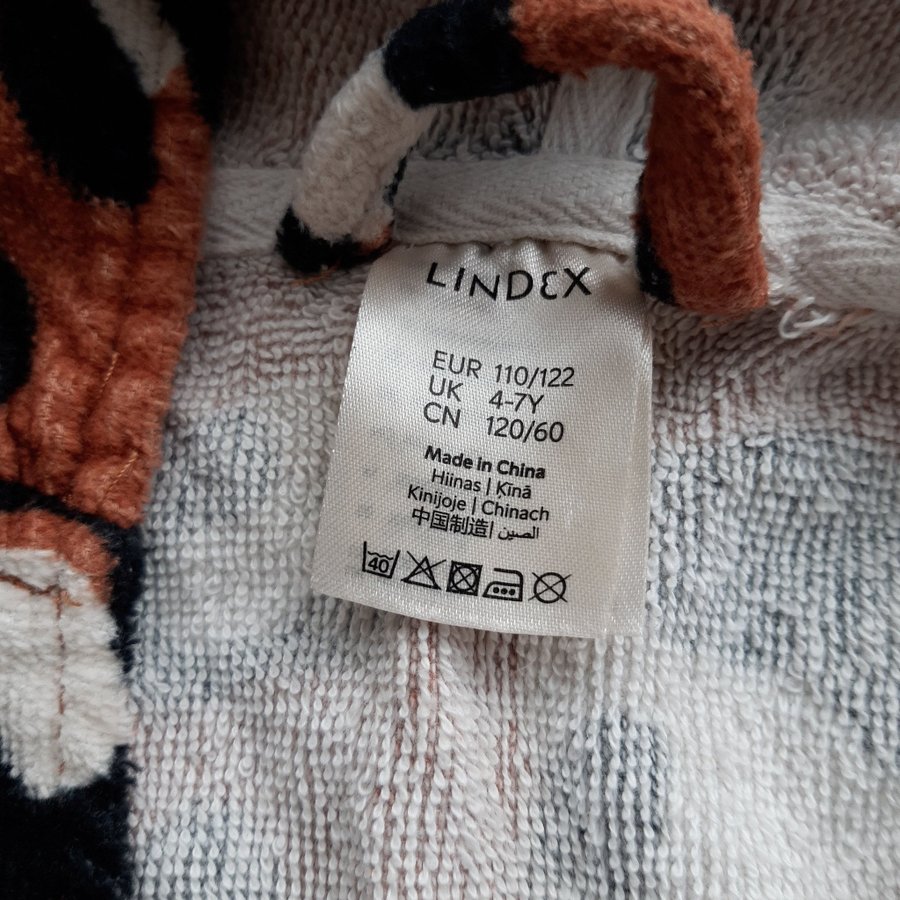 LINDEX
EUR 110/122
UK 4-7Y
CN 120/60
Made in China
Hiinas | Ķīnā
Kinijoje | Chinach
中国制造| الصين
40